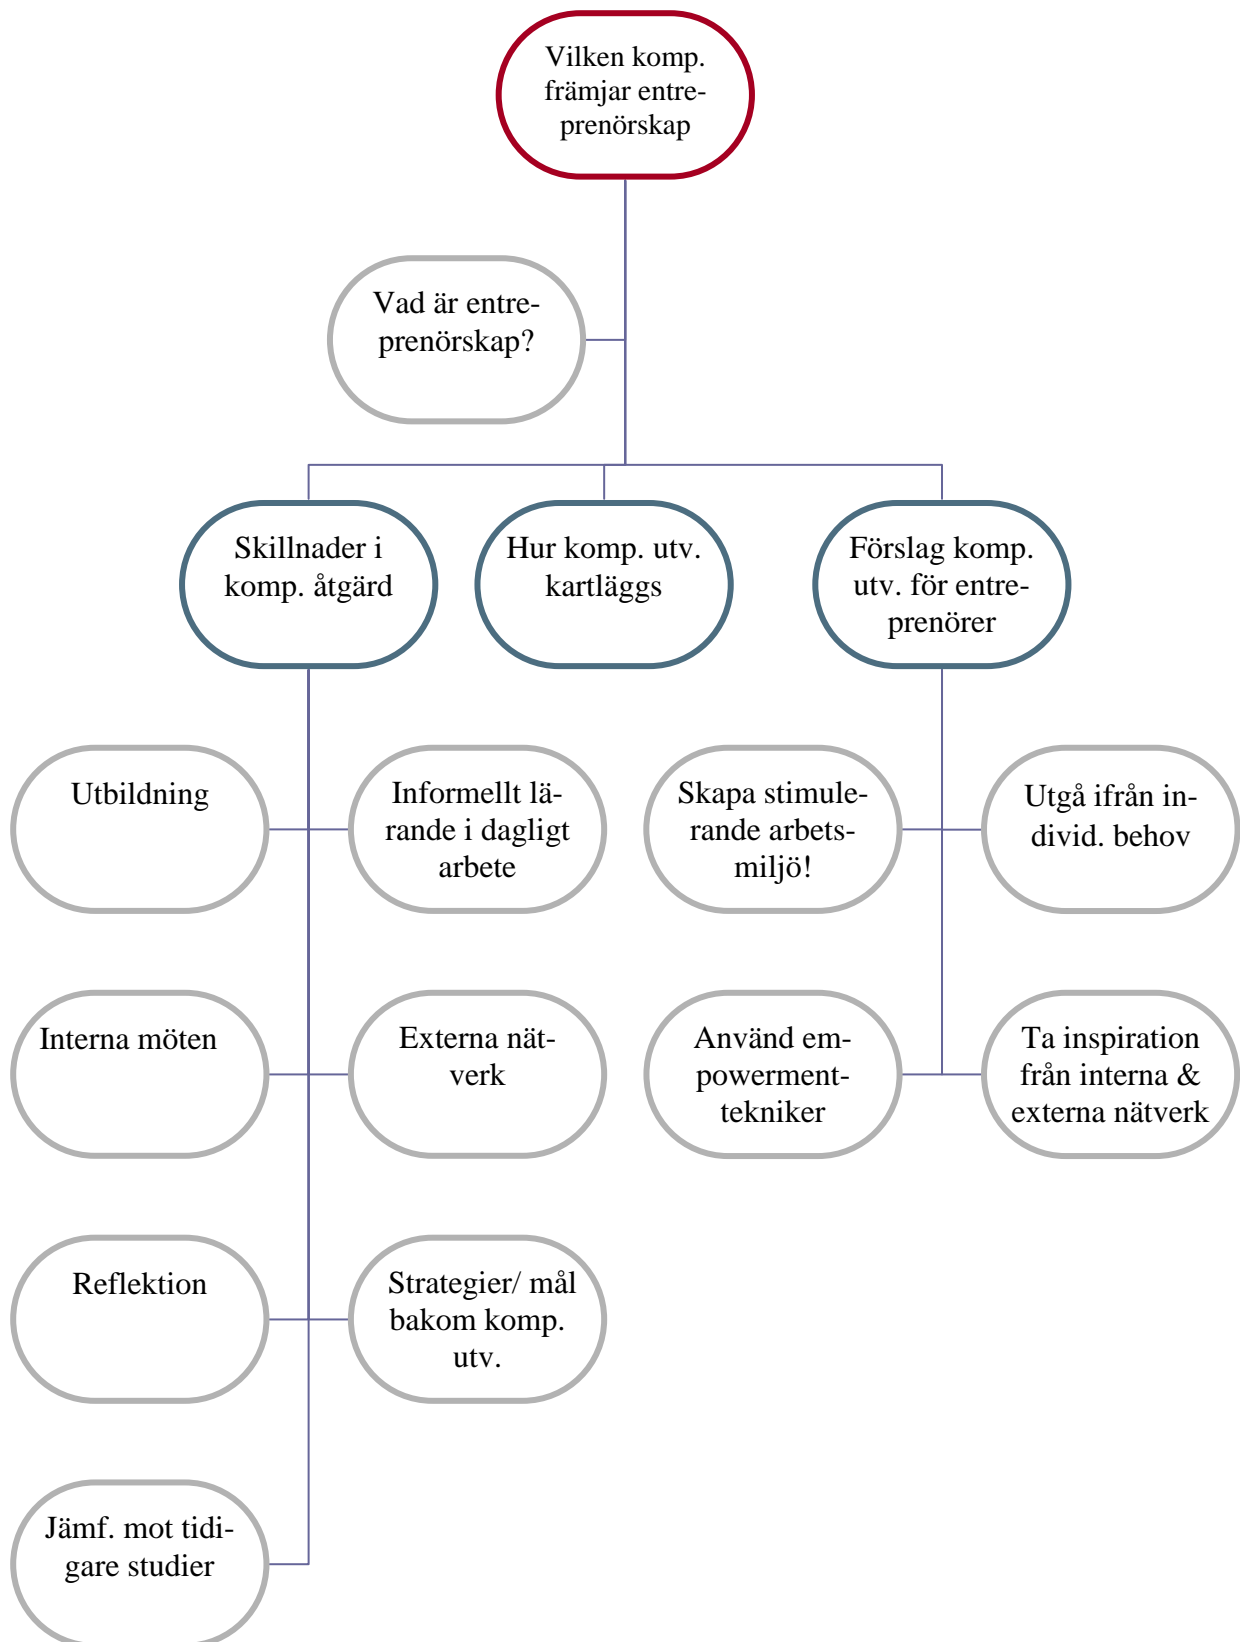 Vilken komp.
främjar entre-
prenörskap
Vad är entre-
prenörskap?
Skillnader i
komp. åtgärd
Hur komp. utv.
kartläggs
Förslag komp.
utv. för entre-
prenörer
Utbildning
Informellt lä-
rande i dagligt
arbete
Skapa stimule-
rande arbets-
miljö!
Utgå ifrån in-
divid. behov
Interna möten
Externa nät-
verk
Använd em-
powerment-
tekniker
Ta inspiration
från interna &
externa nätverk
Reflektion
Strategier/ mål
bakom komp.
utv.
Jämf. mot tidi-
gare studier